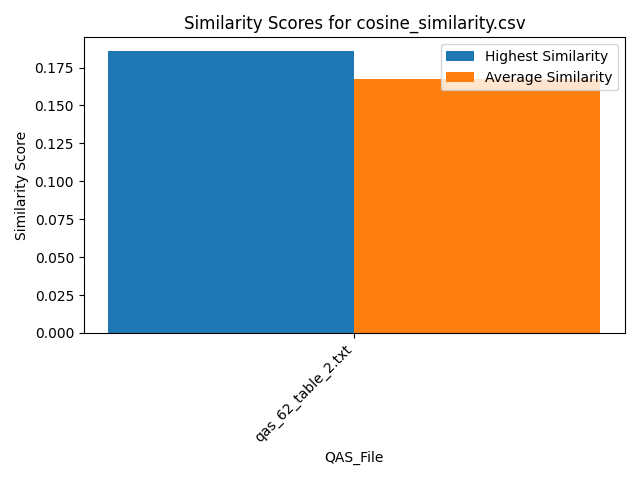 Similarity Scores for cosine_similarity.csv
Highest Similarity
Average Similarity
Similarity Score
0.175
0.150
0.125
0.100
0.075
0.050
0.025
0.000
qas_62_table_2.txt
QAS_File